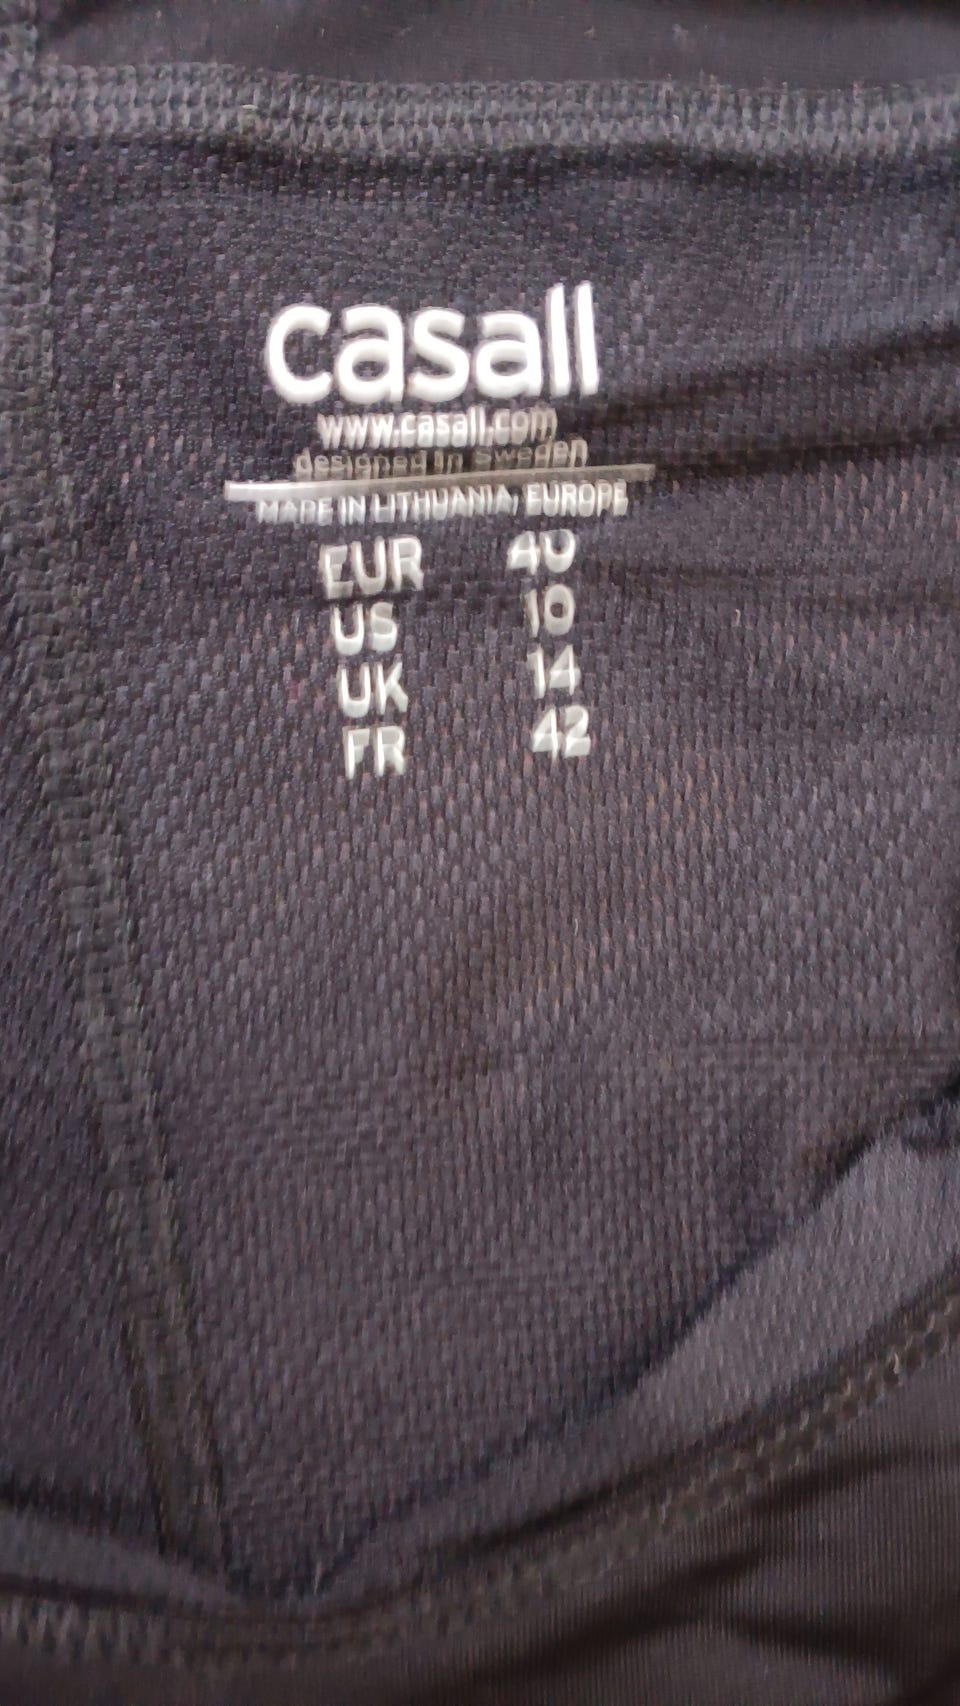 casall
www.casall.com
designed in Sweden
MADE IN LITHUANIA, EUROPE
EUR 40
US 10
UK 14
FR 42